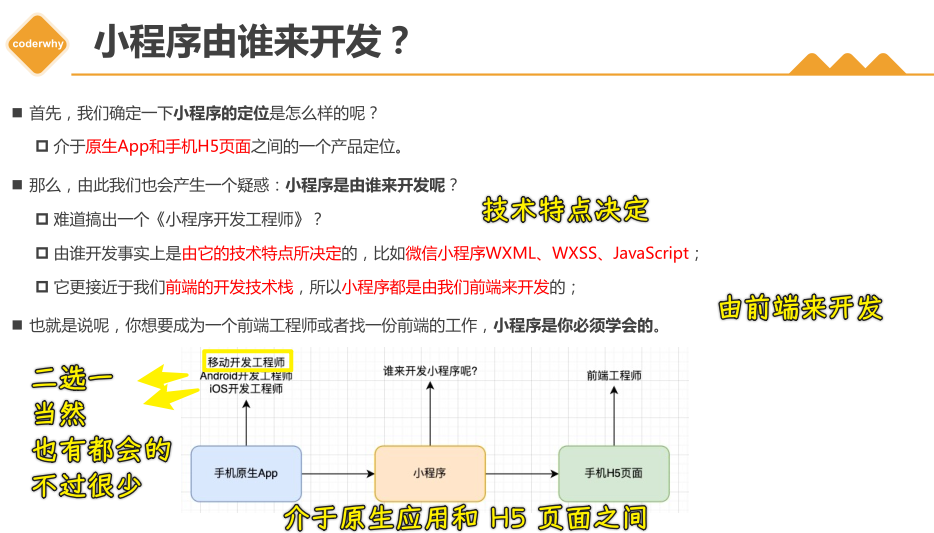 coderwhy
小程序由谁来开发？
首先，我们确定一下小程序的定位是怎么样的呢？
介于原生App和手机H5页面之间的一个产品定位。
那么，由此我们也会产生一个疑惑：小程序是由谁来开发呢？
技术特点决定
难道搞出一个《小程序开发工程师》？
由谁开发事实上是由它的技术特点所决定的，比如微信小程序WXML、WXSS、JavaScript；
它更接近于我们前端的开发技术栈，所以小程序都是由我们前端来开发的；
由前端来开发
也就是说呢，你想要成为一个前端工程师或者找一份前端的工作，小程序是你必须学会的。
二选一
当然
也有都会的
不过很少
移动开发工程师
Android开发工程师
iOS开发工程师
谁来开发小程序呢?
前端工程师
手机原生App
小程序
手机H5页面
介于原生应用和 H5 页面之间